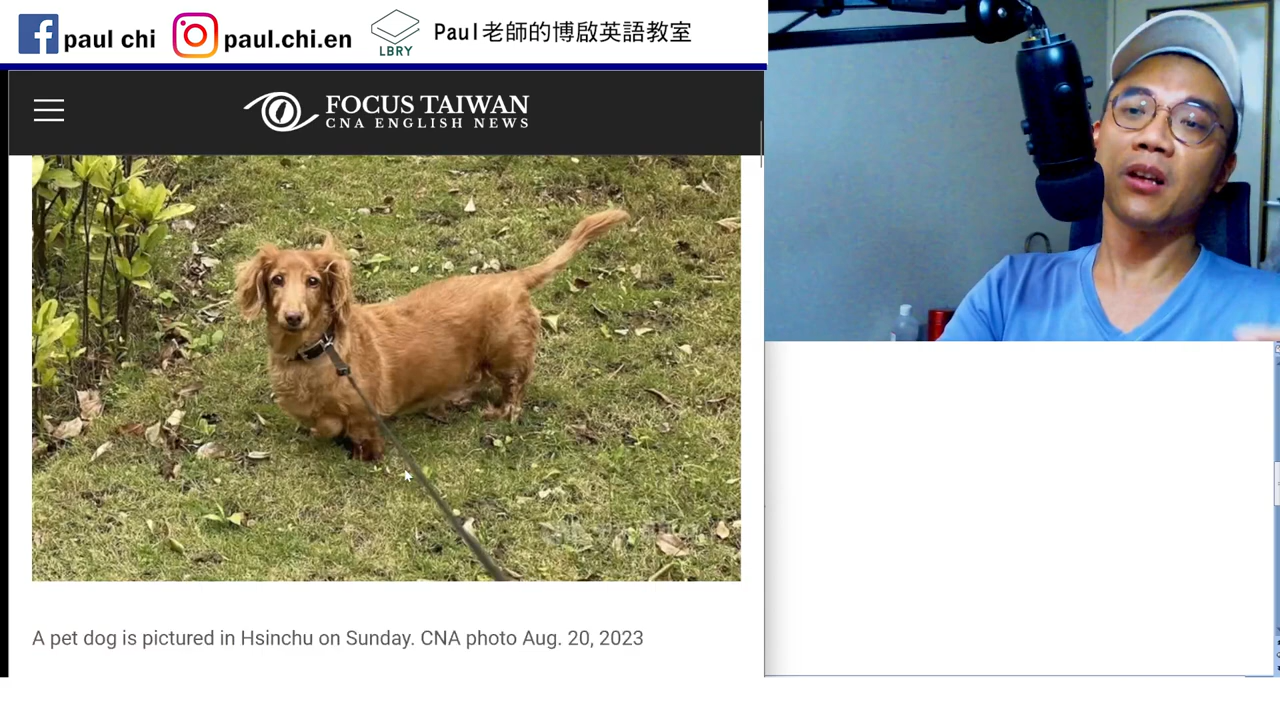 paul chi
paul.chi.en
LBRY
Paul老師的博啟英語教室
FOCUS TAIWAN
CNA ENGLISH NEWS
A pet dog is pictured in Hsinchu on Sunday. CNA photo Aug. 20, 2023